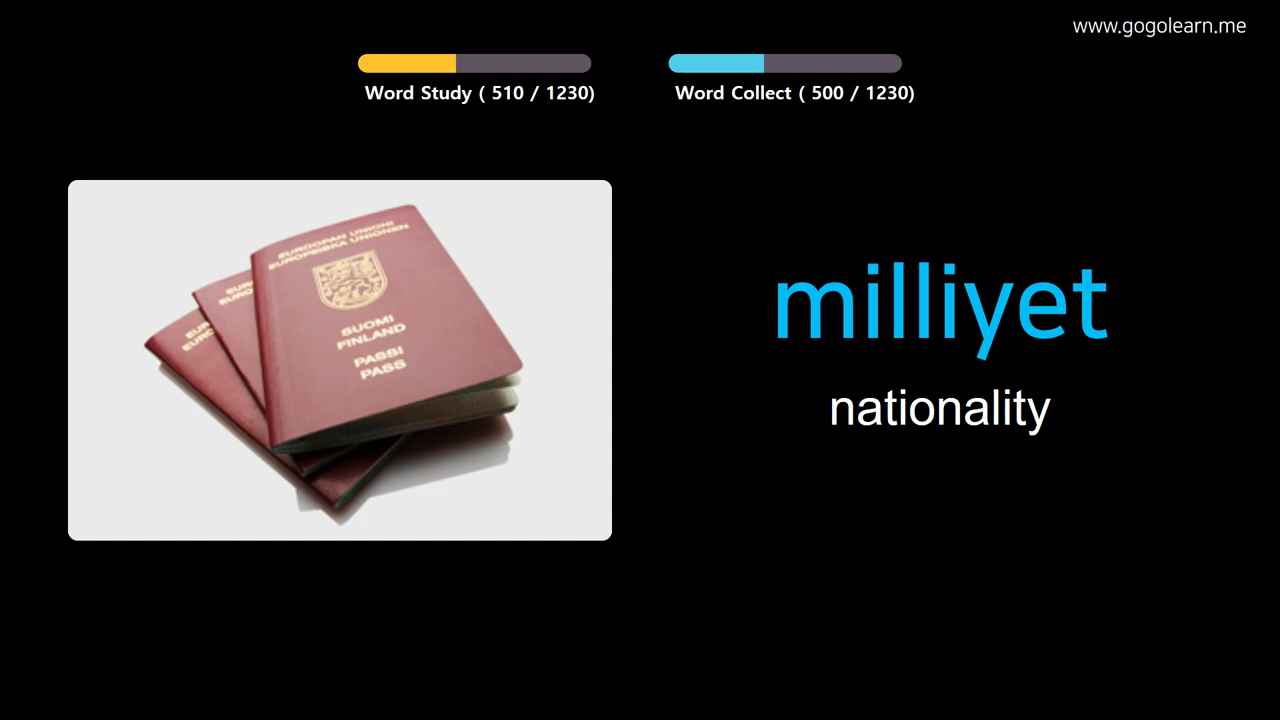 www.gogolearn.me
Word Study ( 510 / 1230)
Word Collect ( 500 / 1230)
EUROOPAN UNIONI
EUROPEISKA UNIONEN
SUOMI
FINLAND
PASSI
PASS
EURO
milliyet
nationality